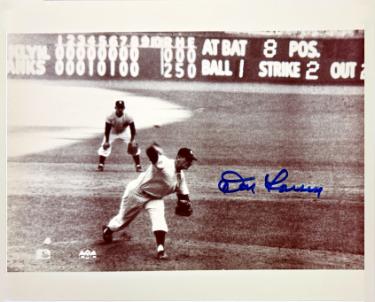 1 2 3 4 5 6 7 8 9 10 R H E AT BAT 8 POS.
KLYN 0 0 0 0 0 0 0 0 0 0 0 BALL 1 STRIKE 2 OUT 2
ANKS 0 0 0 1 0 1 0 0 2 5 0
Don Larsen